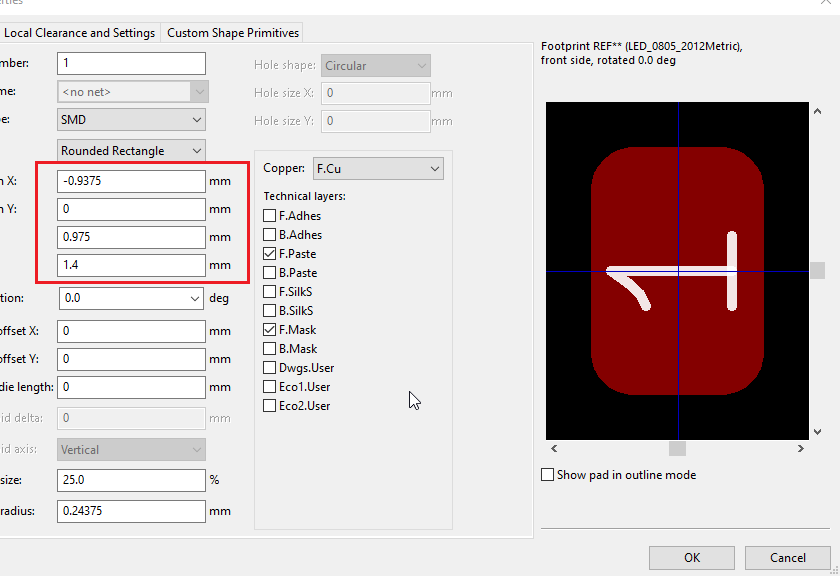 erties
Local Clearance and Settings Custom Shape Primitives
mber: 1
me: <no net>
e: SMD
Rounded Rectangle
n X: -0.9375 mm
n Y: 0 mm
0.975 mm
1.4 mm
tion: 0.0 deg
offset X: 0 mm
offset Y: 0 mm
die length: 0 mm
id delta: 0 mm
id axis: Vertical
size: 25.0 %
radius: 0.24375 mm
Hole shape: Circular
Hole size X: 0 mm
Hole size Y: 0 mm
Copper: F.Cu
Technical layers:
F.Adhes
B.Adhes
F.Paste
B.Paste
F.SilkS
B.SilkS
F.Mask
B.Mask
Dwgs.User
Eco1.User
Eco2.User
Footprint REF** (LED_0805_2012Metric),
front side, rotated 0.0 deg
1
Show pad in outline mode
OK Cancel